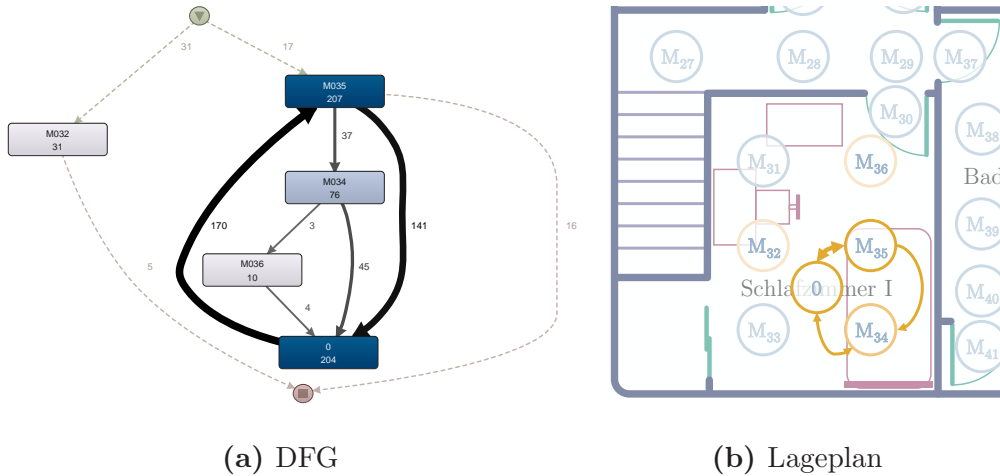 31
17
M035
207
M032
31
37
M034
76
170
3
141
16
M036
10
45
5
4
0
204
M27 M28 M29 M37
M30
M38
M31 M36
Bad
M32 M35 M39
0
Schlafzimmer I
M40
M33 M34 M41
(a) DFG
(b) Lageplan